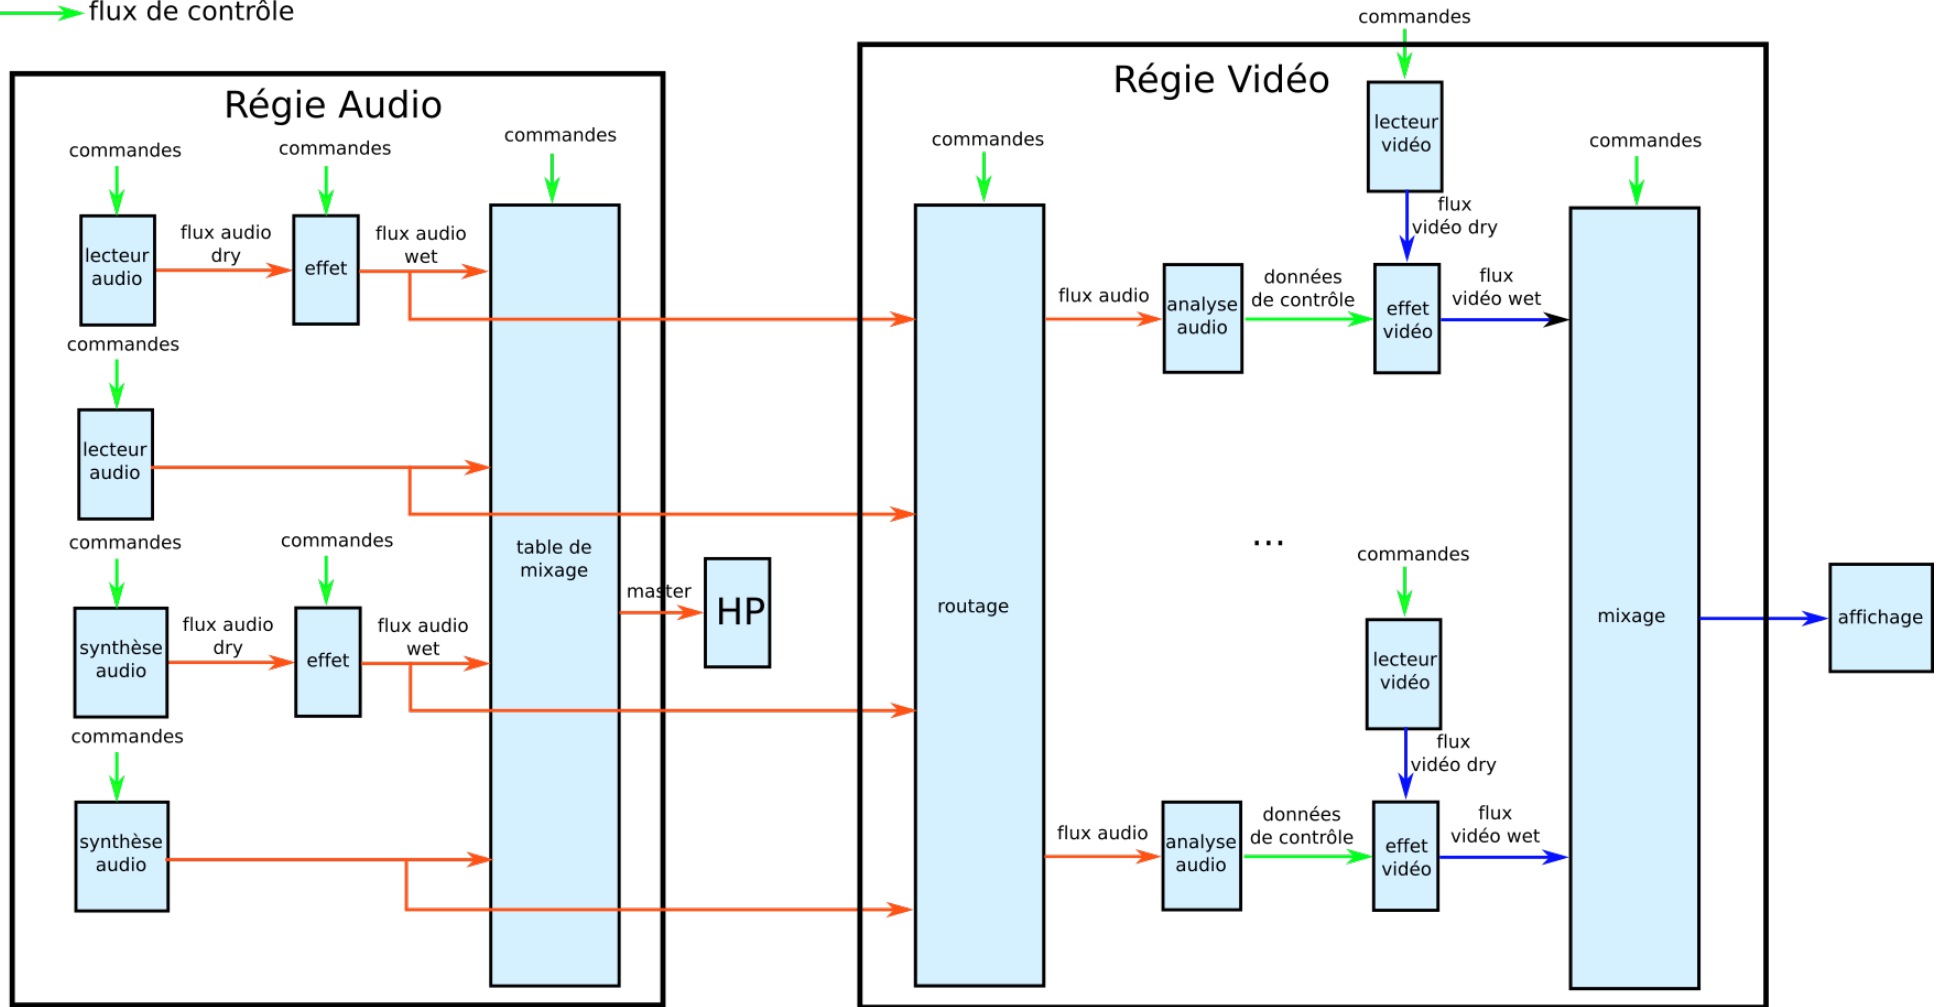 flux de contrôle
Régie Audio
commandes
commandes
commandes
lecteur
audio
flux audio
dry
effet
flux audio
wet
commandes
lecteur
audio
commandes
commandes
synthèse
audio
flux audio
dry
effet
flux audio
wet
commandes
synthèse
audio
table de
mixage
master
HP
Régie Vidéo
commandes
routage
flux audio
analyse
audio
données
de contrôle
commandes
lecteur
vidéo
flux
vidéo dry
effet
vidéo
flux
vidéo wet
...
commandes
lecteur
vidéo
flux
vidéo dry
flux audio
analyse
audio
données
de contrôle
effet
vidéo
flux
vidéo wet
commandes
mixage
affichage